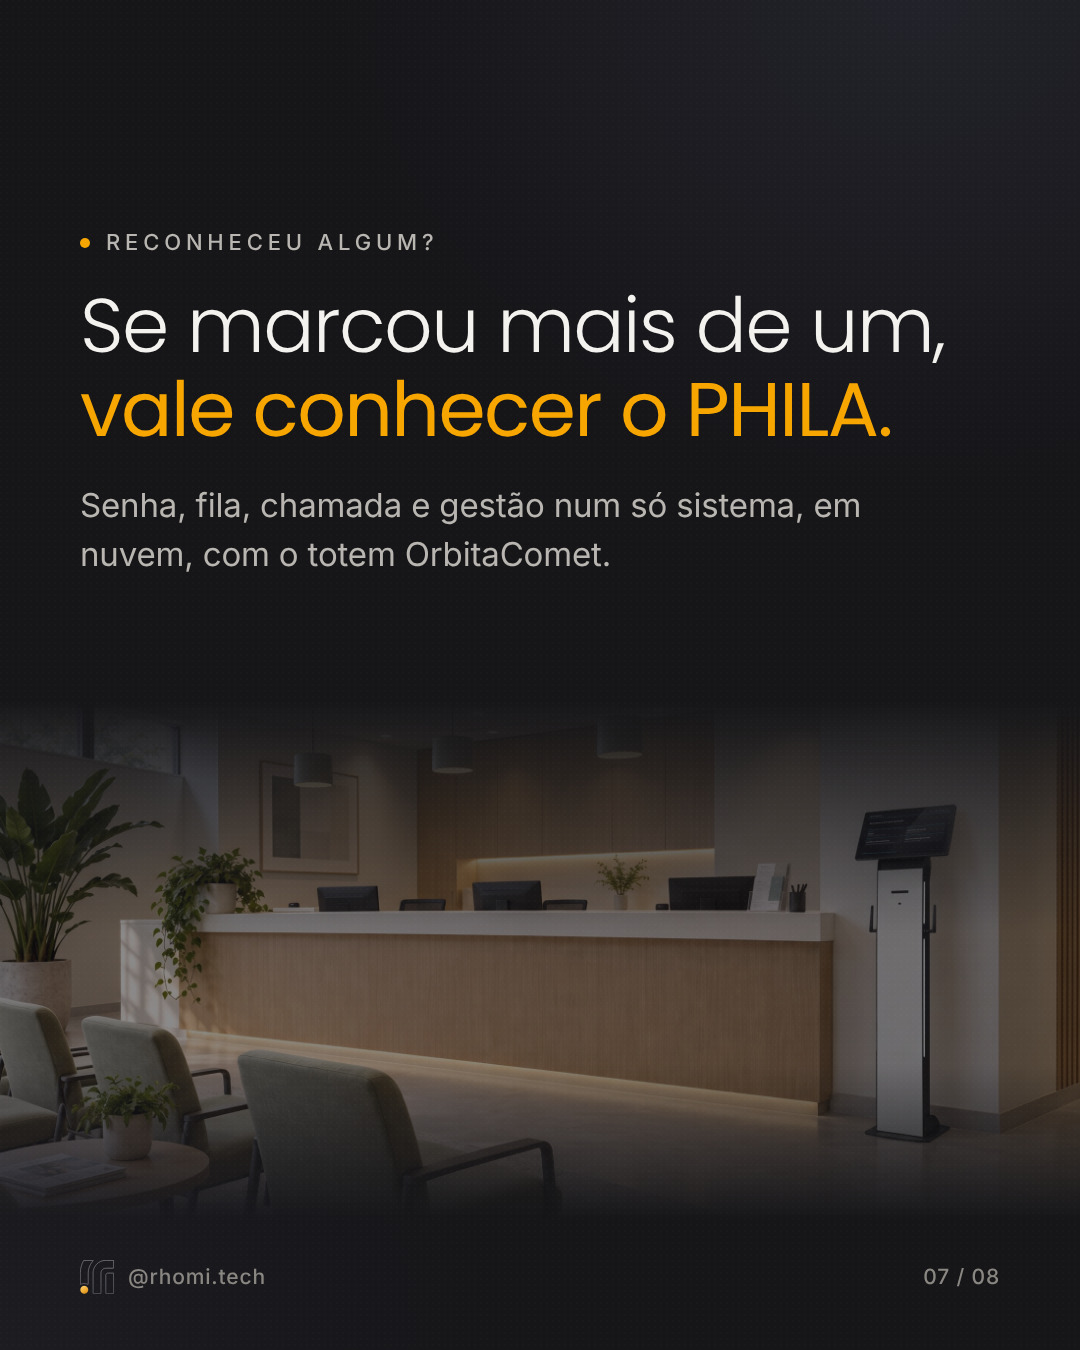 RECONHECEU ALGUM?
Se marcou mais de um,
vale conhecer o PHILA.
Senha, fila, chamada e gestão num só sistema, em
nuvem, com o totem OrbitaComet.
@rhomi.tech
07 / 08